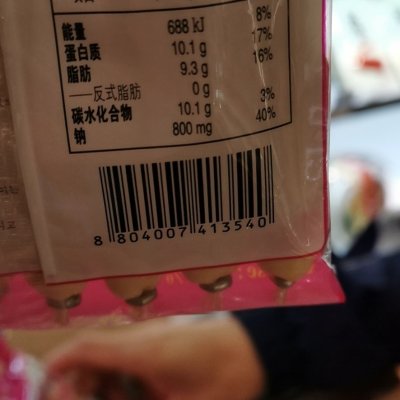 能量 688 kJ 8%
蛋白质 10.1 g 17%
脂肪 9.3 g 16%
——反式脂肪 0 g
碳水化合物 10.1 g 3%
钠 800 mg 40%
8 804007 413540